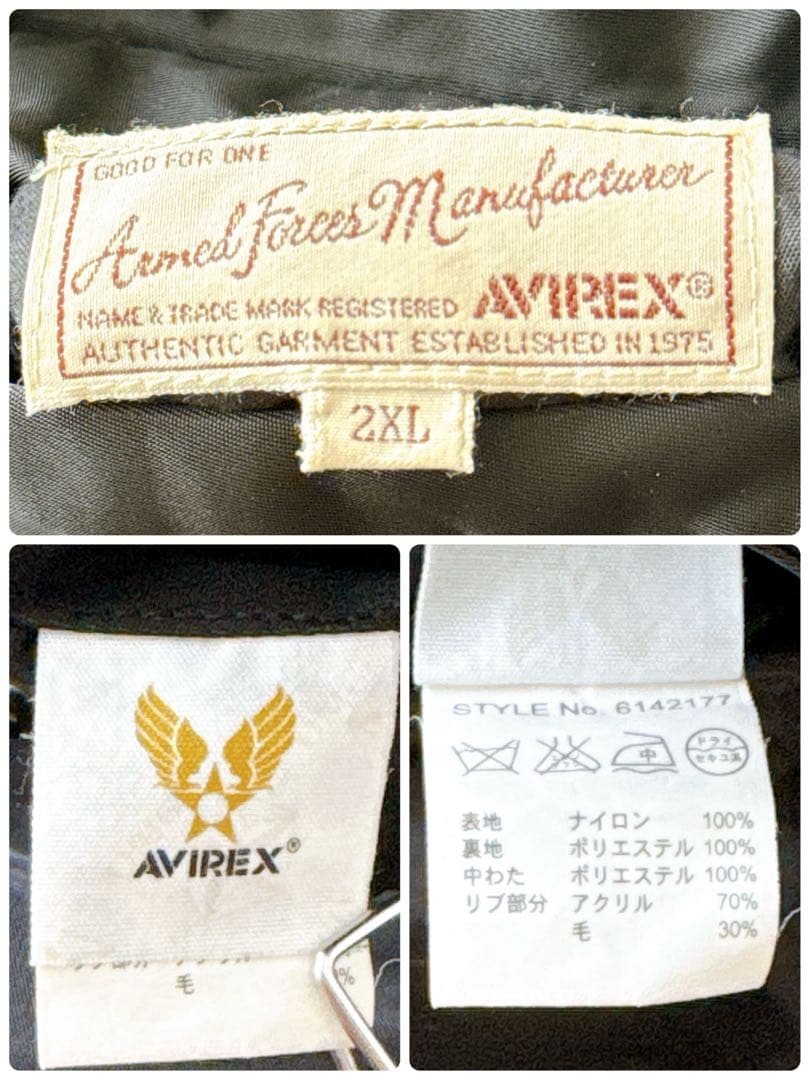 GOOD FOR ONE
Armed Forces Manufacturer
NAME & TRADE MARK REGISTERED AVIREX®
AUTHENTIC GARMENT ESTABLISHED IN 1975
2XL
AVIREX®
毛
%
STYLE No. 6142177
中
ドライ
セキユ系
表地 ナイロン 100%
裏地 ポリエステル 100%
中わた ポリエステル 100%
リブ部分 アクリル 70%
毛 30%